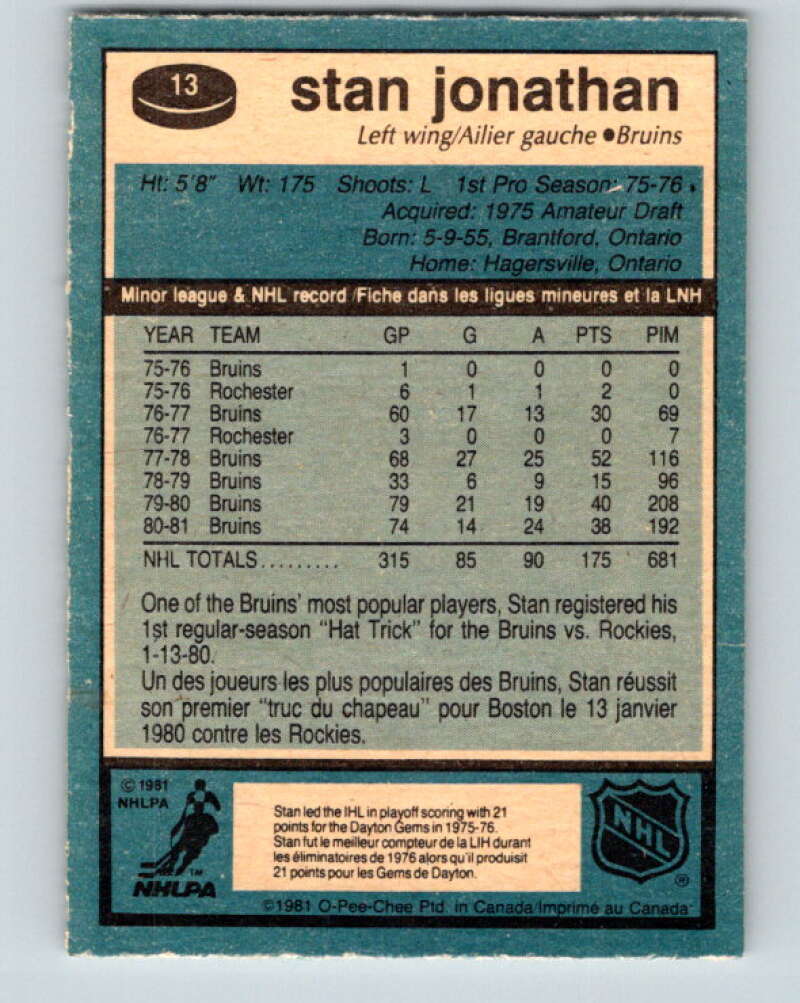 13
stan jonathan
Left wing/Ailier gauche ●Bruins
Ht: 5'8" Wt: 175 Shoots: L 1st Pro Season: 75-76
Acquired: 1975 Amateur Draft
Born: 5-9-55, Brantford, Ontario
Home: Hagersville, Ontario
Minor league & NHL record/Fiche dans les ligues mineures et la LNH
YEAR TEAM GP G A PTS PIM
75-76 Bruins 1 0 0 0 0
75-76 Rochester 6 1 1 2 0
76-77 Bruins 60 17 13 30 69
76-77 Rochester 3 0 0 0 7
77-78 Bruins 68 27 25 52 116
78-79 Bruins 33 6 9 15 96
79-80 Bruins 79 21 19 40 208
80-81 Bruins 74 14 24 38 192
NHL TOTALS......... 315 85 90 175 681
One of the Bruins' most popular players, Stan registered his
1st regular-season "Hat Trick" for the Bruins vs. Rockies,
1-13-80.
Un des joueurs les plus populaires des Bruins, Stan réussit
son premier "truc du chapeau" pour Boston le 13 janvier
1980 contre les Rockies.
© 1981
NHLPA
Stan led the IHL in playoff scoring with 21
points for the Dayton Gems in 1975-76.
Stan fut le meilleur compteur de la LIH durant
les éliminatoires de 1976 alors qu'il produisit
21 points pour les Gems de Dayton.
TM
NHLPA
NHL
®
©1981 O-Pee-Chee Ptd. in Canada/Imprimé au Canada